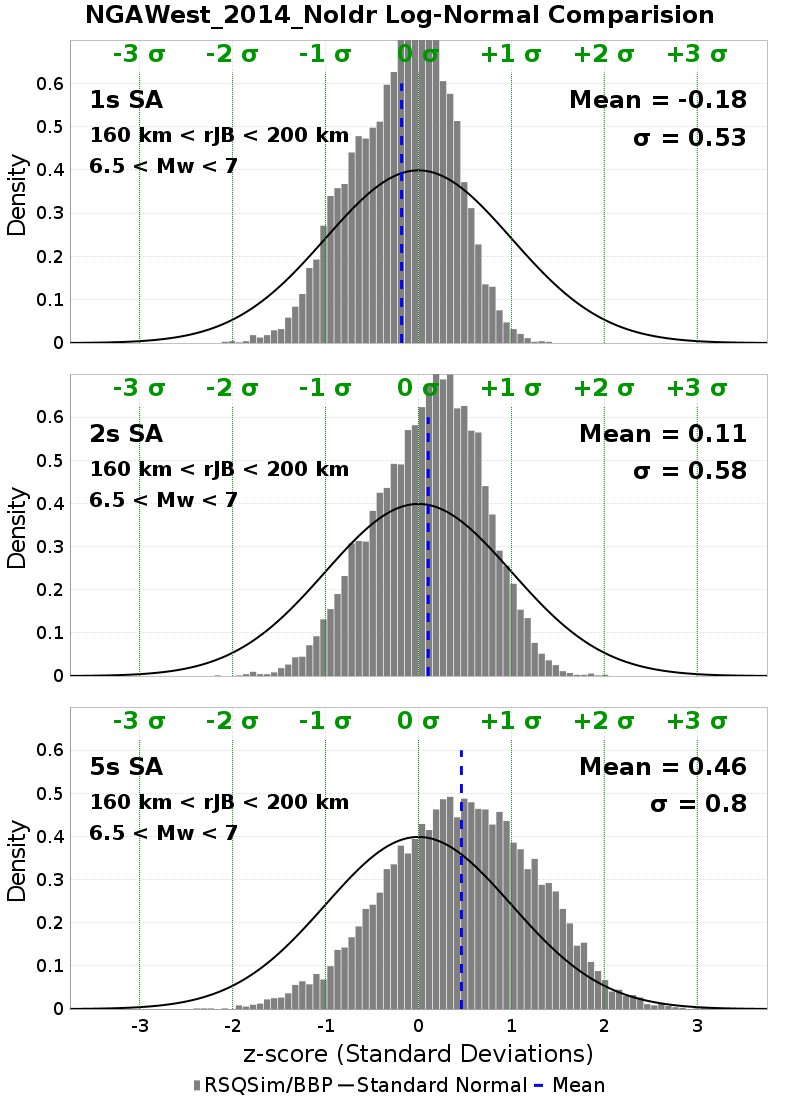 NGAWest_2014_NoIdr Log-Normal Comparision
-3 σ -2 σ -1 σ 0 σ +1 σ +2 σ +3 σ
1s SA
Mean = -0.18
160 km < rJB < 200 km
σ = 0.53
6.5 < Mw < 7
0.6
0.5
0.4
0.3
0.2
0.1
0
Density
-3 σ -2 σ -1 σ 0 σ +1 σ +2 σ +3 σ
2s SA
Mean = 0.11
160 km < rJB < 200 km
σ = 0.58
6.5 < Mw < 7
0.6
0.5
0.4
0.3
0.2
0.1
0
Density
-3 σ -2 σ -1 σ 0 σ +1 σ +2 σ +3 σ
5s SA
Mean = 0.46
160 km < rJB < 200 km
σ = 0.8
6.5 < Mw < 7
0.6
0.5
0.4
0.3
0.2
0.1
0
Density
-3 -2 -1 0 1 2 3
z-score (Standard Deviations)
RSQSim/BBP Standard Normal Mean